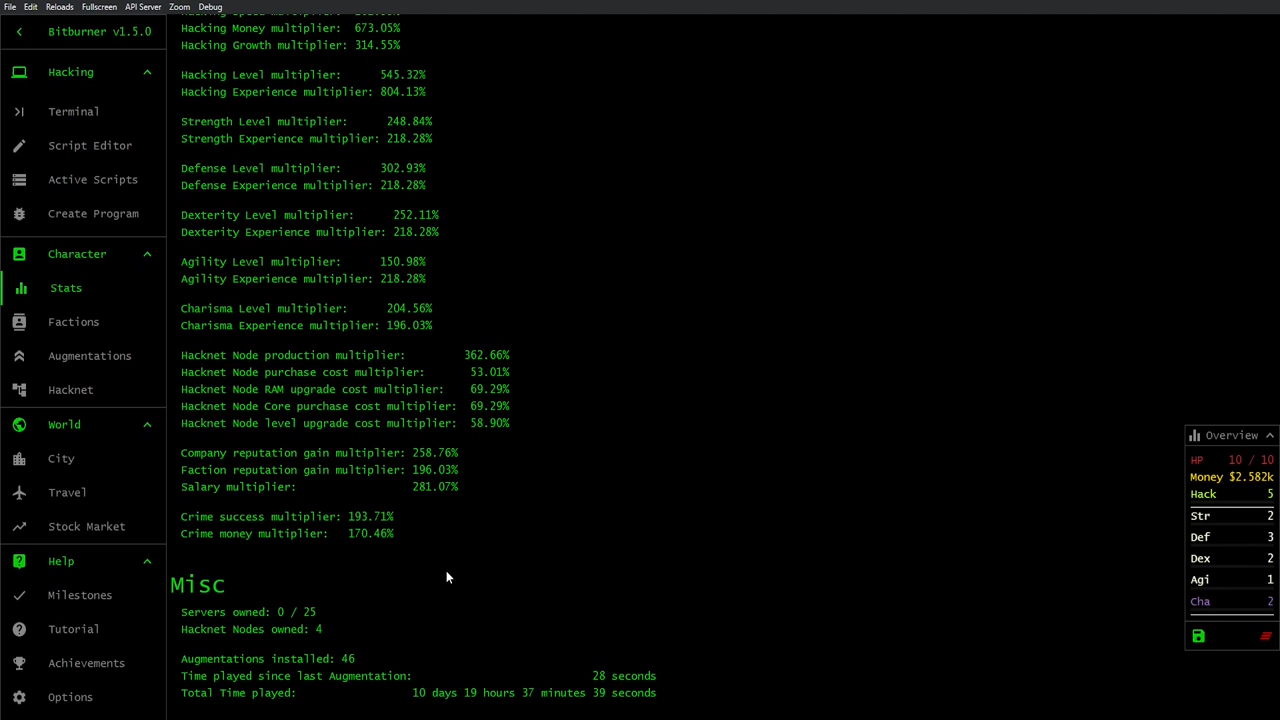 File Edit Reloads Fullscreen API Server Zoom Debug
Bitburner v1.5.0
Hacking
Terminal
Script Editor
Active Scripts
Create Program
Character
Stats
Factions
Augmentations
Hacknet
World
City
Travel
Stock Market
Help
Milestones
Tutorial
Achievements
Options
Hacking Money multiplier: 673.05%
Hacking Growth multiplier: 314.55%
Hacking Level multiplier: 545.32%
Hacking Experience multiplier: 804.13%
Strength Level multiplier: 248.84%
Strength Experience multiplier: 218.28%
Defense Level multiplier: 302.93%
Defense Experience multiplier: 218.28%
Dexterity Level multiplier: 252.11%
Dexterity Experience multiplier: 218.28%
Agility Level multiplier: 150.98%
Agility Experience multiplier: 218.28%
Charisma Level multiplier: 204.56%
Charisma Experience multiplier: 196.03%
Hacknet Node production multiplier: 362.66%
Hacknet Node purchase cost multiplier: 53.01%
Hacknet Node RAM upgrade cost multiplier: 69.29%
Hacknet Node Core purchase cost multiplier: 69.29%
Hacknet Node level upgrade cost multiplier: 58.90%
Company reputation gain multiplier: 258.76%
Faction reputation gain multiplier: 196.03%
Salary multiplier: 281.07%
Crime success multiplier: 193.71%
Crime money multiplier: 170.46%
Misc
Servers owned: 0 / 25
Hacknet Nodes owned: 4
Augmentations installed: 46
Time played since last Augmentation: 28 seconds
Total Time played: 10 days 19 hours 37 minutes 39 seconds
Overview
HP 10 / 10
Money $2.582k
Hack 5
Str 2
Def 3
Dex 2
Agi 1
Cha 2